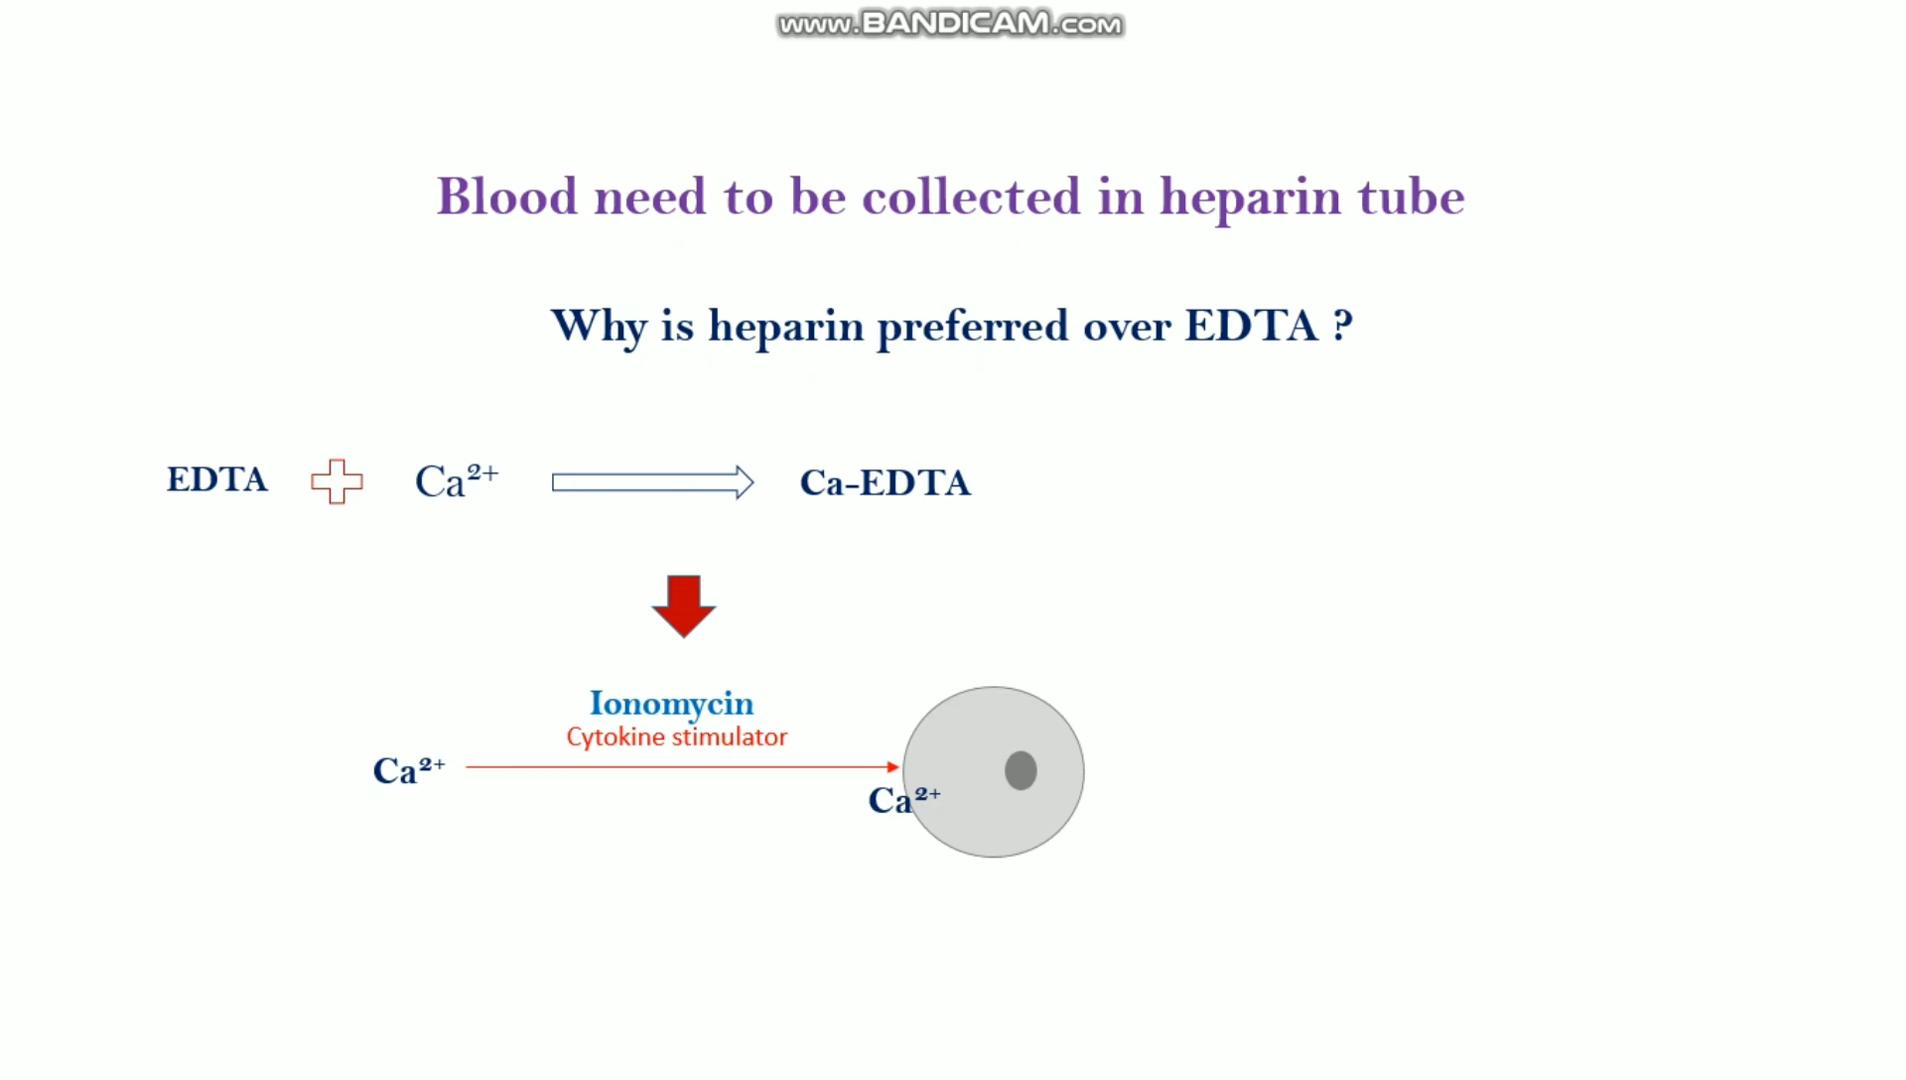 www.BANDICAM.com
Blood need to be collected in heparin tube
Why is heparin preferred over EDTA ?
EDTA Ca²⁺ Ca-EDTA
Ionomycin
Cytokine stimulator
Ca²⁺
Ca²⁺